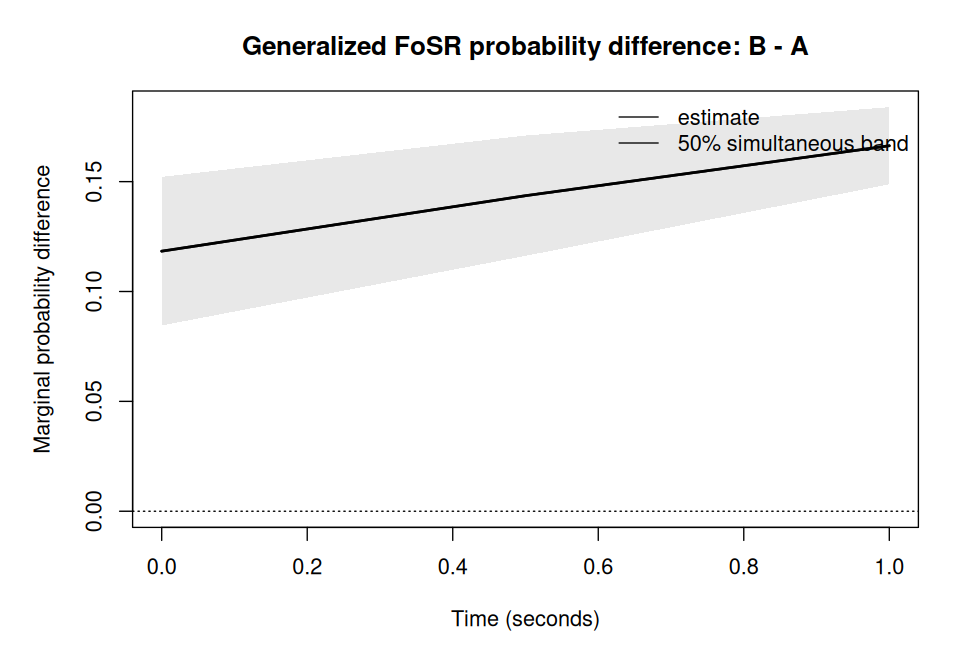 Generalized FoSR probability difference: B - A
estimate
50% simultaneous band
Marginal probability difference
0.15
0.10
0.05
0.00
0.0 0.2 0.4 0.6 0.8 1.0
Time (seconds)